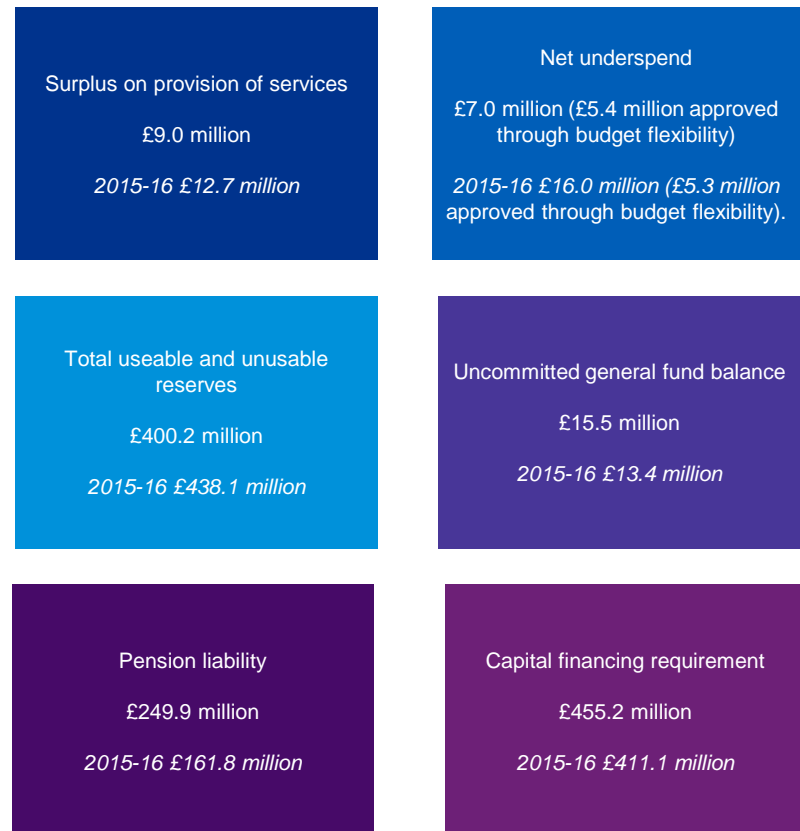 Surplus on provision of services
£9.0 million
2015-16 £12.7 million
Net underspend
£7.0 million (£5.4 million approved
through budget flexibility)
2015-16 £16.0 million (£5.3 million
approved through budget flexibility).
Total useable and unusable
reserves
£400.2 million
2015-16 £438.1 million
Uncommitted general fund balance
£15.5 million
2015-16 £13.4 million
Pension liability
£249.9 million
2015-16 £161.8 million
Capital financing requirement
£455.2 million
2015-16 £411.1 million